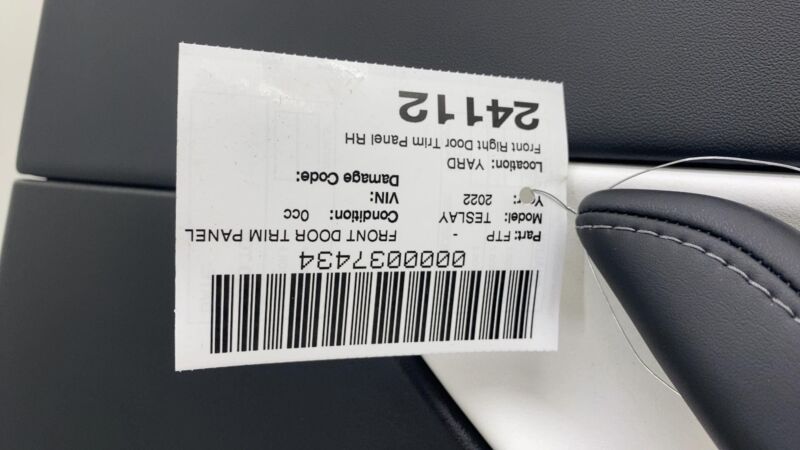 0000037434
Part: FTP - FRONT DOOR TRIM PANEL
Model: TESLAY Condition: 0cc
Year: 2022 VIN:
Damage Code:
Location: YARD
Front Right Door Trim Panel RH
24112